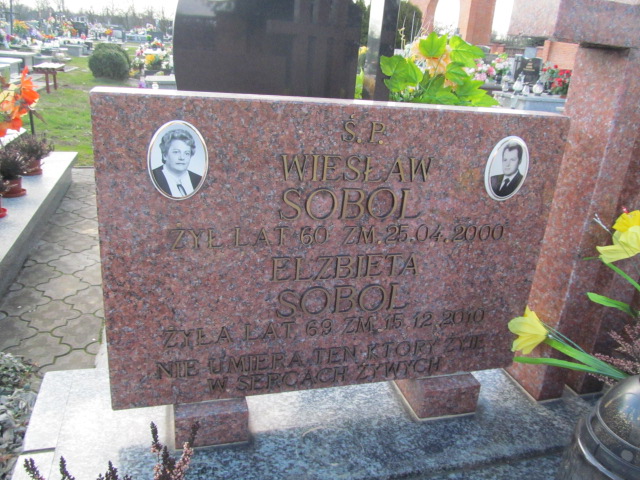 Ś. P.
WIESŁAW
SOBOL
ŻYŁ LAT 60 ZM. 25.04.2000
ELŻBIETA
SOBOL
ŻYŁA LAT 69 ZM. 15.12.2010
NIE UMIERA TEN KTÓRY ŻYJE
W SERCACH ŻYWYCH